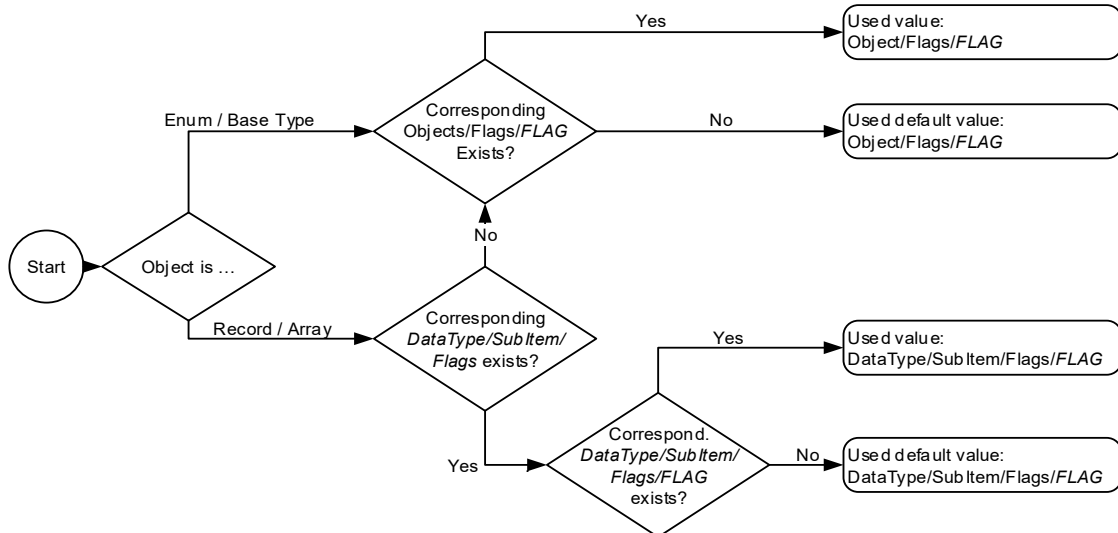 Yes
Used value:
Object/Flags/FLAG
Corresponding
Objects/Flags/FLAG
Exists?
Enum / Base Type
No
Used default value:
Object/Flags/FLAG
No
Start
Object is ...
Record / Array
Corresponding
DataType/SubItem/
Flags exists?
Yes
Used value:
DataType/SubItem/Flags/FLAG
Yes
Correspond.
DataType/SubItem/
Flags/FLAG
exists?
No
Used default value:
DataType/SubItem/Flags/FLAG